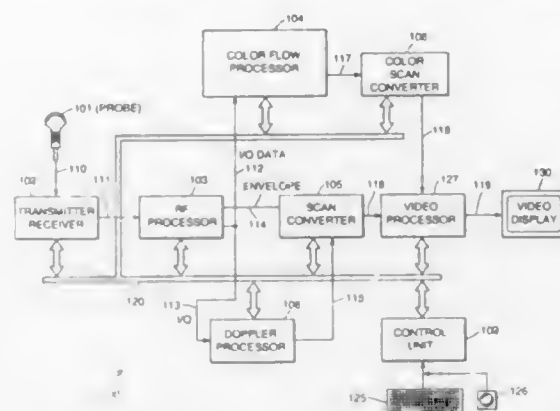 104
COLOR FLOW
PROCESSOR
117
108
COLOR
SCAN
CONVERTER
101 (PROBE)
110
118
I/Q DATA
112
102
TRANSMITTER
RECEIVER
111
103
RF
PROCESSOR
ENVELOPE
114
105
SCAN
CONVERTER
118
127
VIDEO
PROCESSOR
119
130
VIDEO
DISPLAY
120
113
I/Q
106
DOPPLER
PROCESSOR
115
CONTROL
UNIT
109
125
126